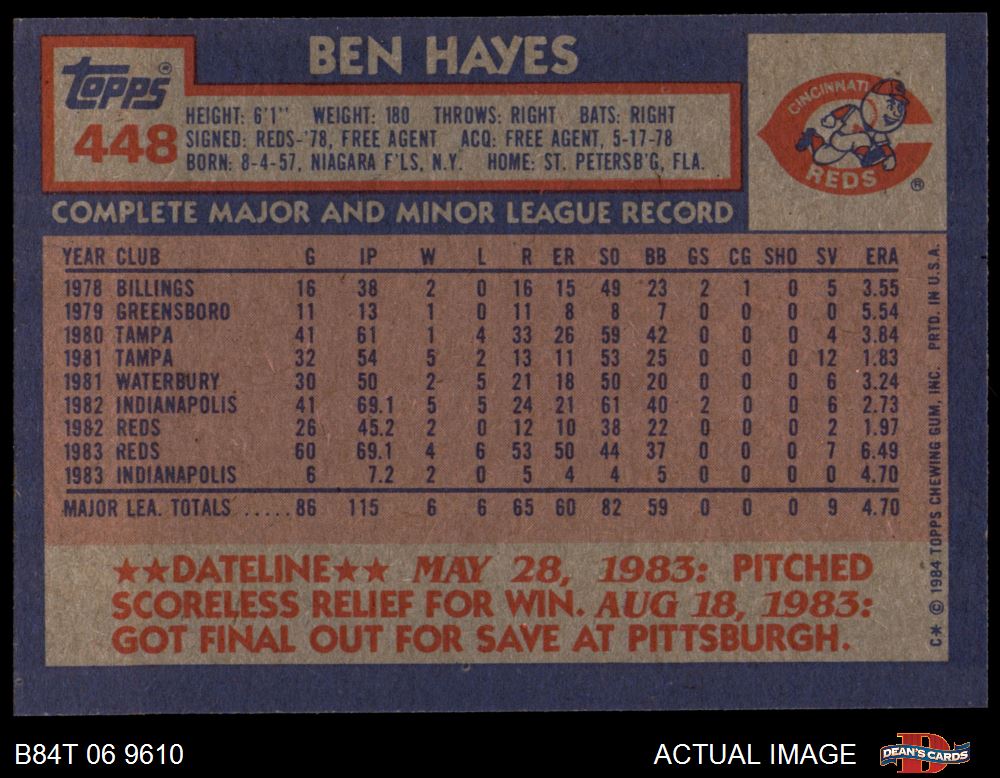 BEN HAYES
Topps®
448
HEIGHT: 6'1" WEIGHT: 180 THROWS: RIGHT BATS: RIGHT
SIGNED: REDS-'78, FREE AGENT ACQ: FREE AGENT, 5-17-78
BORN: 8-4-57, NIAGARA F'LS, N.Y. HOME: ST. PETERSB'G, FLA.
CINCINNATI
REDS ®
COMPLETE MAJOR AND MINOR LEAGUE RECORD
YEAR CLUB G IP W L R ER SO BB GS CG SHO SV ERA
1978 BILLINGS 16 38 2 0 16 15 49 23 2 1 0 5 3.55
1979 GREENSBORO 11 13 1 0 11 8 8 7 0 0 0 0 5.54
1980 TAMPA 41 61 1 4 33 26 59 42 0 0 0 4 3.84
1981 TAMPA 32 54 5 2 13 11 53 25 0 0 0 12 1.83
1981 WATERBURY 30 50 2 5 21 18 50 20 0 0 0 6 3.24
1982 INDIANAPOLIS 41 69.1 5 5 24 21 61 40 2 0 0 6 2.73
1982 REDS 26 45.2 2 0 12 10 38 22 0 0 0 2 1.97
1983 REDS 60 69.1 4 6 53 50 44 37 0 0 0 7 6.49
1983 INDIANAPOLIS 6 7.2 2 0 5 4 4 5 0 0 0 0 4.70
MAJOR LEA. TOTALS .....86 115 6 6 65 60 82 59 0 0 0 9 4.70
★★DATELINE★★ MAY 28, 1983: PITCHED
SCORELESS RELIEF FOR WIN. AUG 18, 1983:
GOT FINAL OUT FOR SAVE AT PITTSBURGH.
C* © 1984 TOPPS CHEWING GUM, INC. PRTD. IN U.S.A.
B84T 06 9610
ACTUAL IMAGE
DEAN'S CARDS